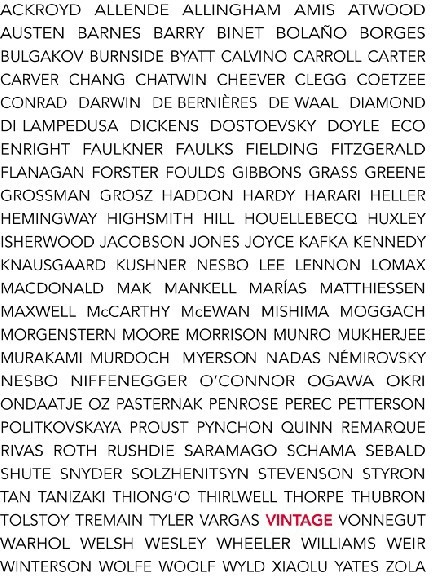 ACKROYD ALLENDE ALLINGHAM AMIS ATWOOD
AUSTEN BARNES BARRY BINET BOLAÑO BORGES
BULGAKOV BURNSIDE BYATT CALVINO CARROLL CARTER
CARVER CHANG CHATWIN CHEEVER CLEGG COETZEE
CONRAD DARWIN DE BERNIÈRES DE WAAL DIAMOND
DI LAMPEDUSA DICKENS DOSTOEVSKY DOYLE ECO
ENRIGHT FAULKNER FAULKS FIELDING FITZGERALD
FLANAGAN FORSTER FOULDS GIBBONS GRASS GREENE
GROSSMAN GROSZ HADDON HARDY HARARI HELLER
HEMINGWAY HIGHSMITH HILL HOUELLEBECQ HUXLEY
ISHERWOOD JACOBSON JONES JOYCE KAFKA KENNEDY
KNAUSGAARD KUSHNER NESBO LEE LENNON LOMAX
MACDONALD MAK MANKELL MARÍAS MATTHIESSEN
MAXWELL McCARTHY McEWAN MISHIMA MOGGACH
MORGENSTERN MOORE MORRISON MUNRO MUKHERJEE
MURAKAMI MURDOCH MYERSON NADAS NÉMIROVSKY
NESBO NIFFENEGGER O'CONNOR OGAWA OKRI
ONDAATJE OZ PASTERNAK PENROSE PEREC PETTERSON
POLITKOVSKAYA PROUST PYNCHON QUINN REMARQUE
RIVAS ROTH RUSHDIE SARAMAGO SCHAMA SEBALD
SHUTE SNYDER SOLZHENITSYN STEVENSON STYRON
TAN TANIZAKI THIONG'O THIRLWELL THORPE THUBRON
TOLSTOY TREMAIN TYLER VARGAS VINTAGE VONNEGUT
WARHOL WELSH WESLEY WHEELER WILLIAMS WEIR
WINTERSON WOLFE WOOLF WYLD XIAOLU YATES ZOLA